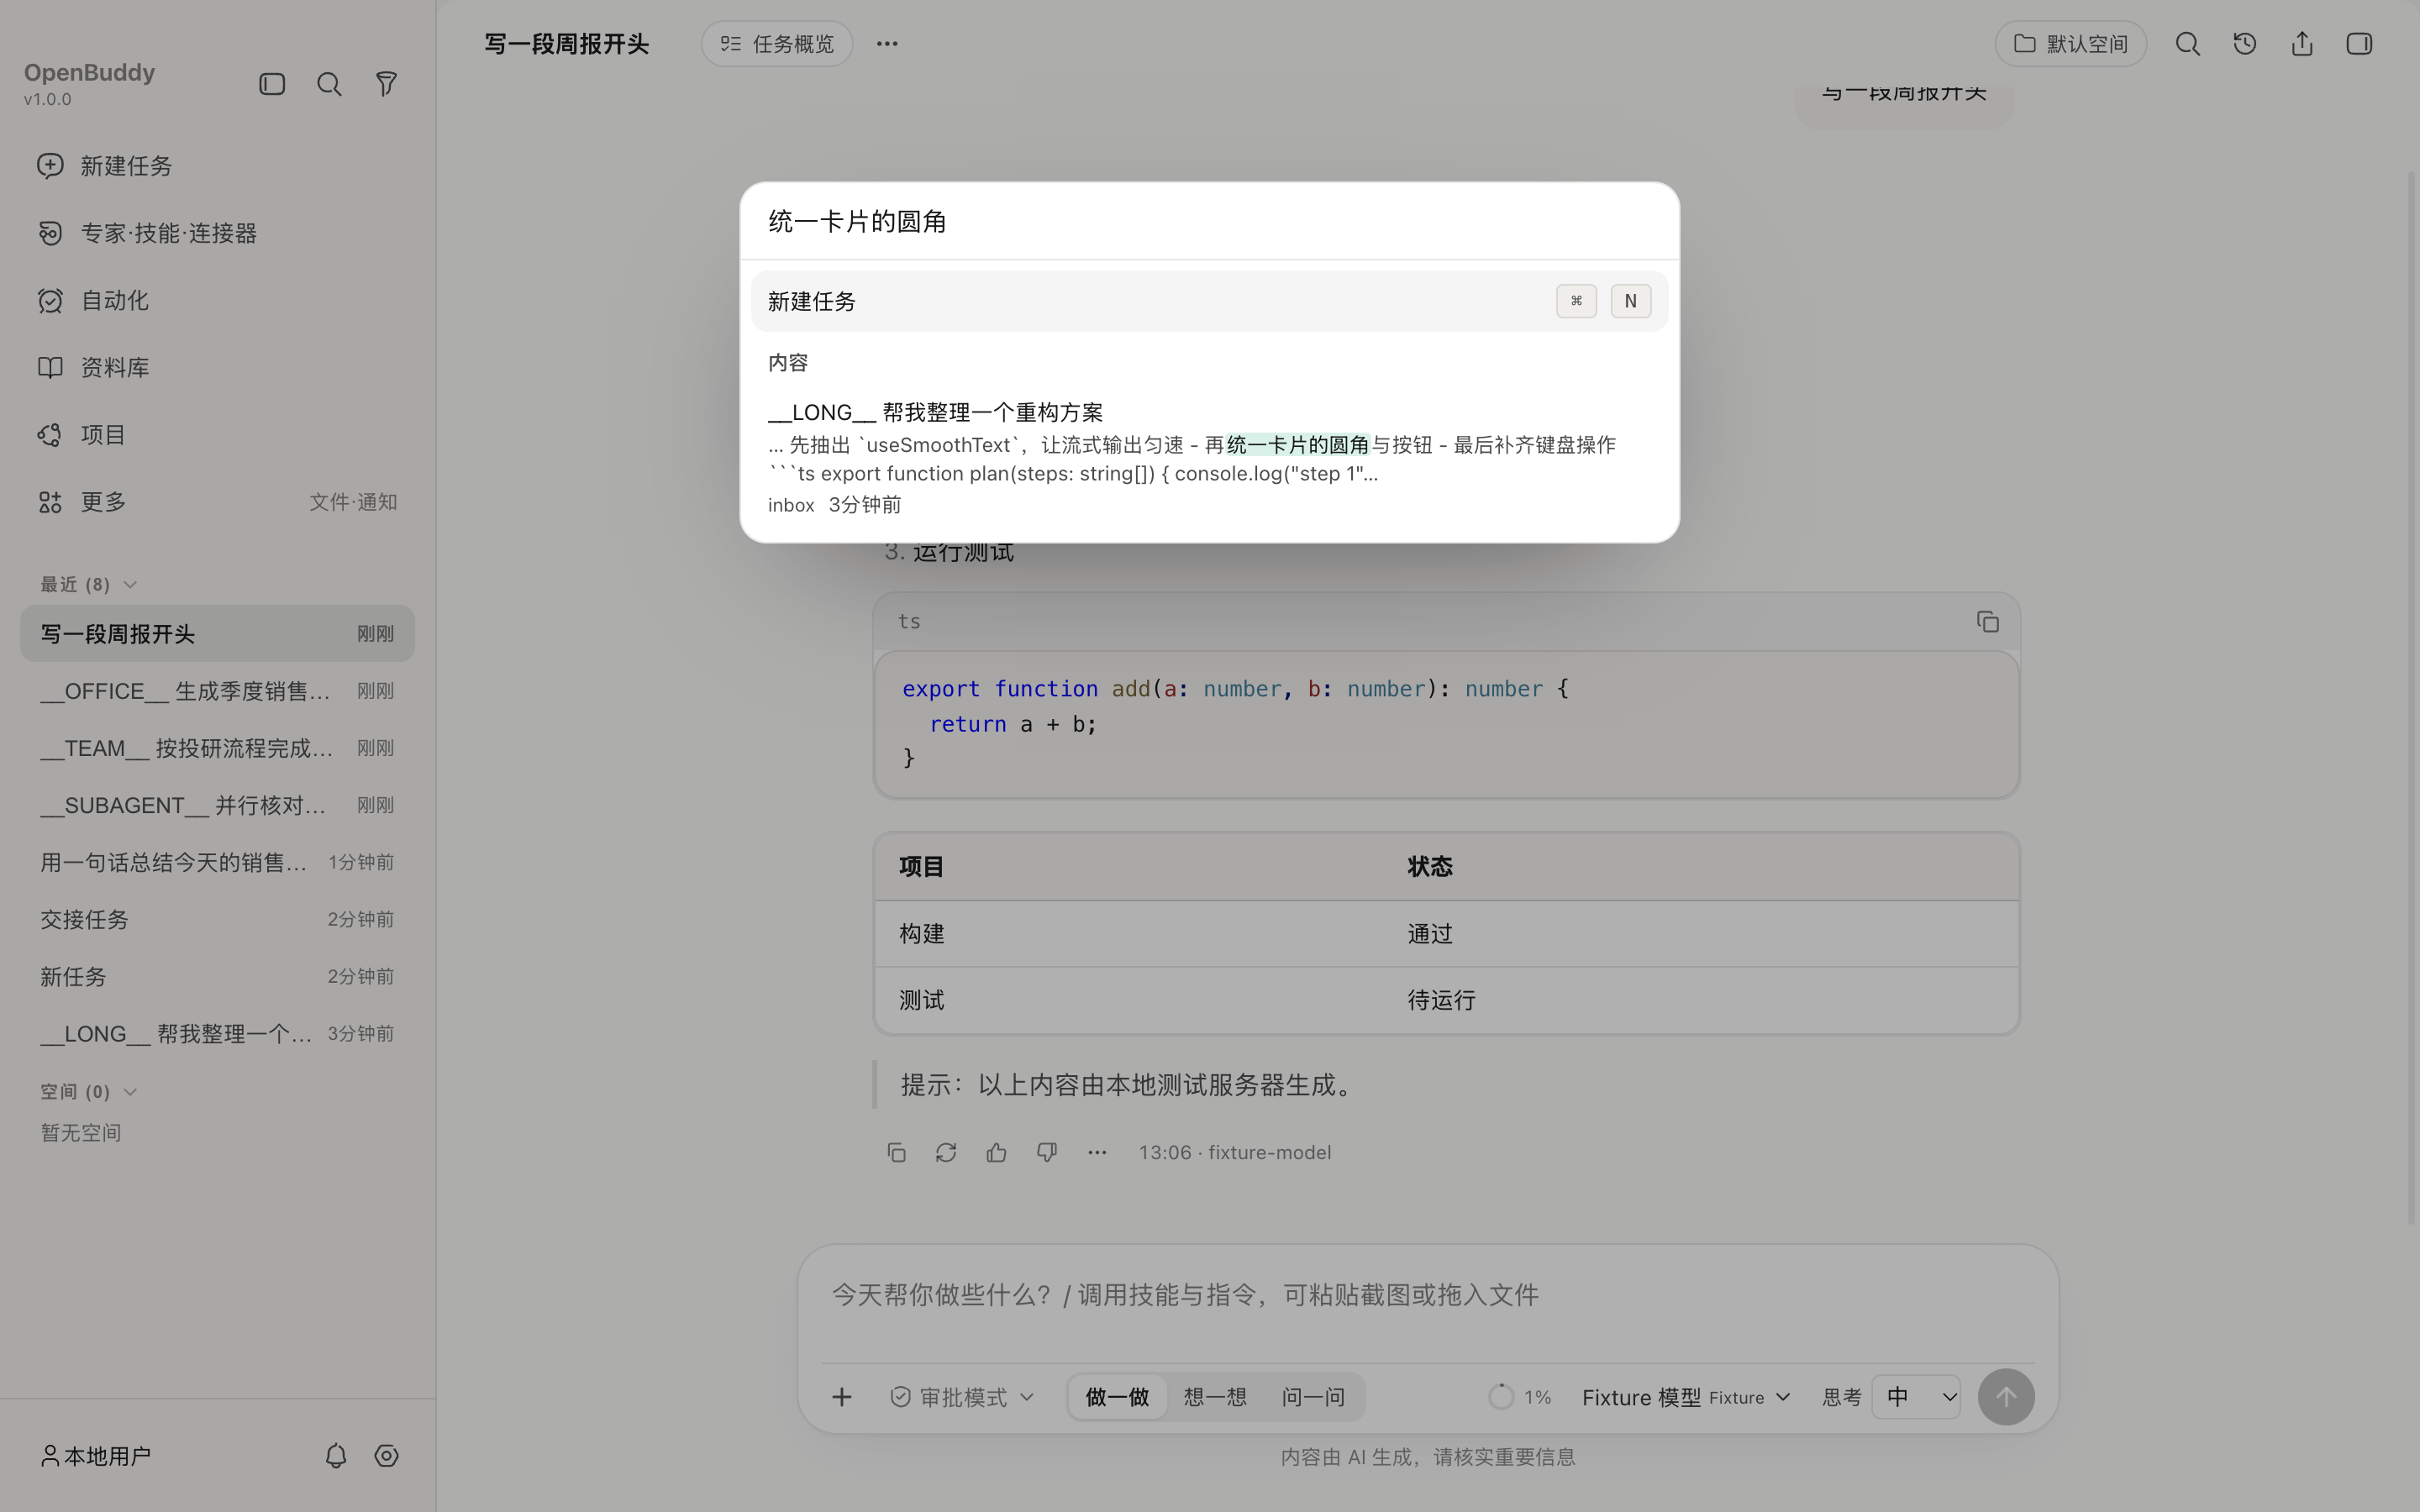 OpenBuddy
v1.0.0
新建任务
专家·技能·连接器
自动化
资料库
项目
更多 文件·通知
最近 (8)
写一段周报开头 刚刚
__OFFICE__ 生成季度销售… 刚刚
__TEAM__ 按投研流程完成… 刚刚
__SUBAGENT__ 并行核对… 刚刚
用一句话总结今天的销售… 1分钟前
交接任务 2分钟前
新任务 2分钟前
__LONG__ 帮我整理一个… 3分钟前
空间 (0)
暂无空间
本地用户
写一段周报开头 任务概览 默认空间
写一段周报开头
统一卡片的圆角
新建任务 ⌘ N
内容
__LONG__ 帮我整理一个重构方案
... 先抽出 `useSmoothText`，让流式输出匀速 - 再统一卡片的圆角与按钮 - 最后补齐键盘操作
```ts export function plan(steps: string[]) { console.log("step 1"...
inbox 3分钟前
3. 运行测试
ts
export function add(a: number, b: number): number {
  return a + b;
}
项目 状态
构建 通过
测试 待运行
提示：以上内容由本地测试服务器生成。
13:06 · fixture-model
今天帮你做些什么？/ 调用技能与指令，可粘贴截图或拖入文件
审批模式 做一做 想一想 问一问 1% Fixture 模型 Fixture 思考 中
内容由 AI 生成，请核实重要信息